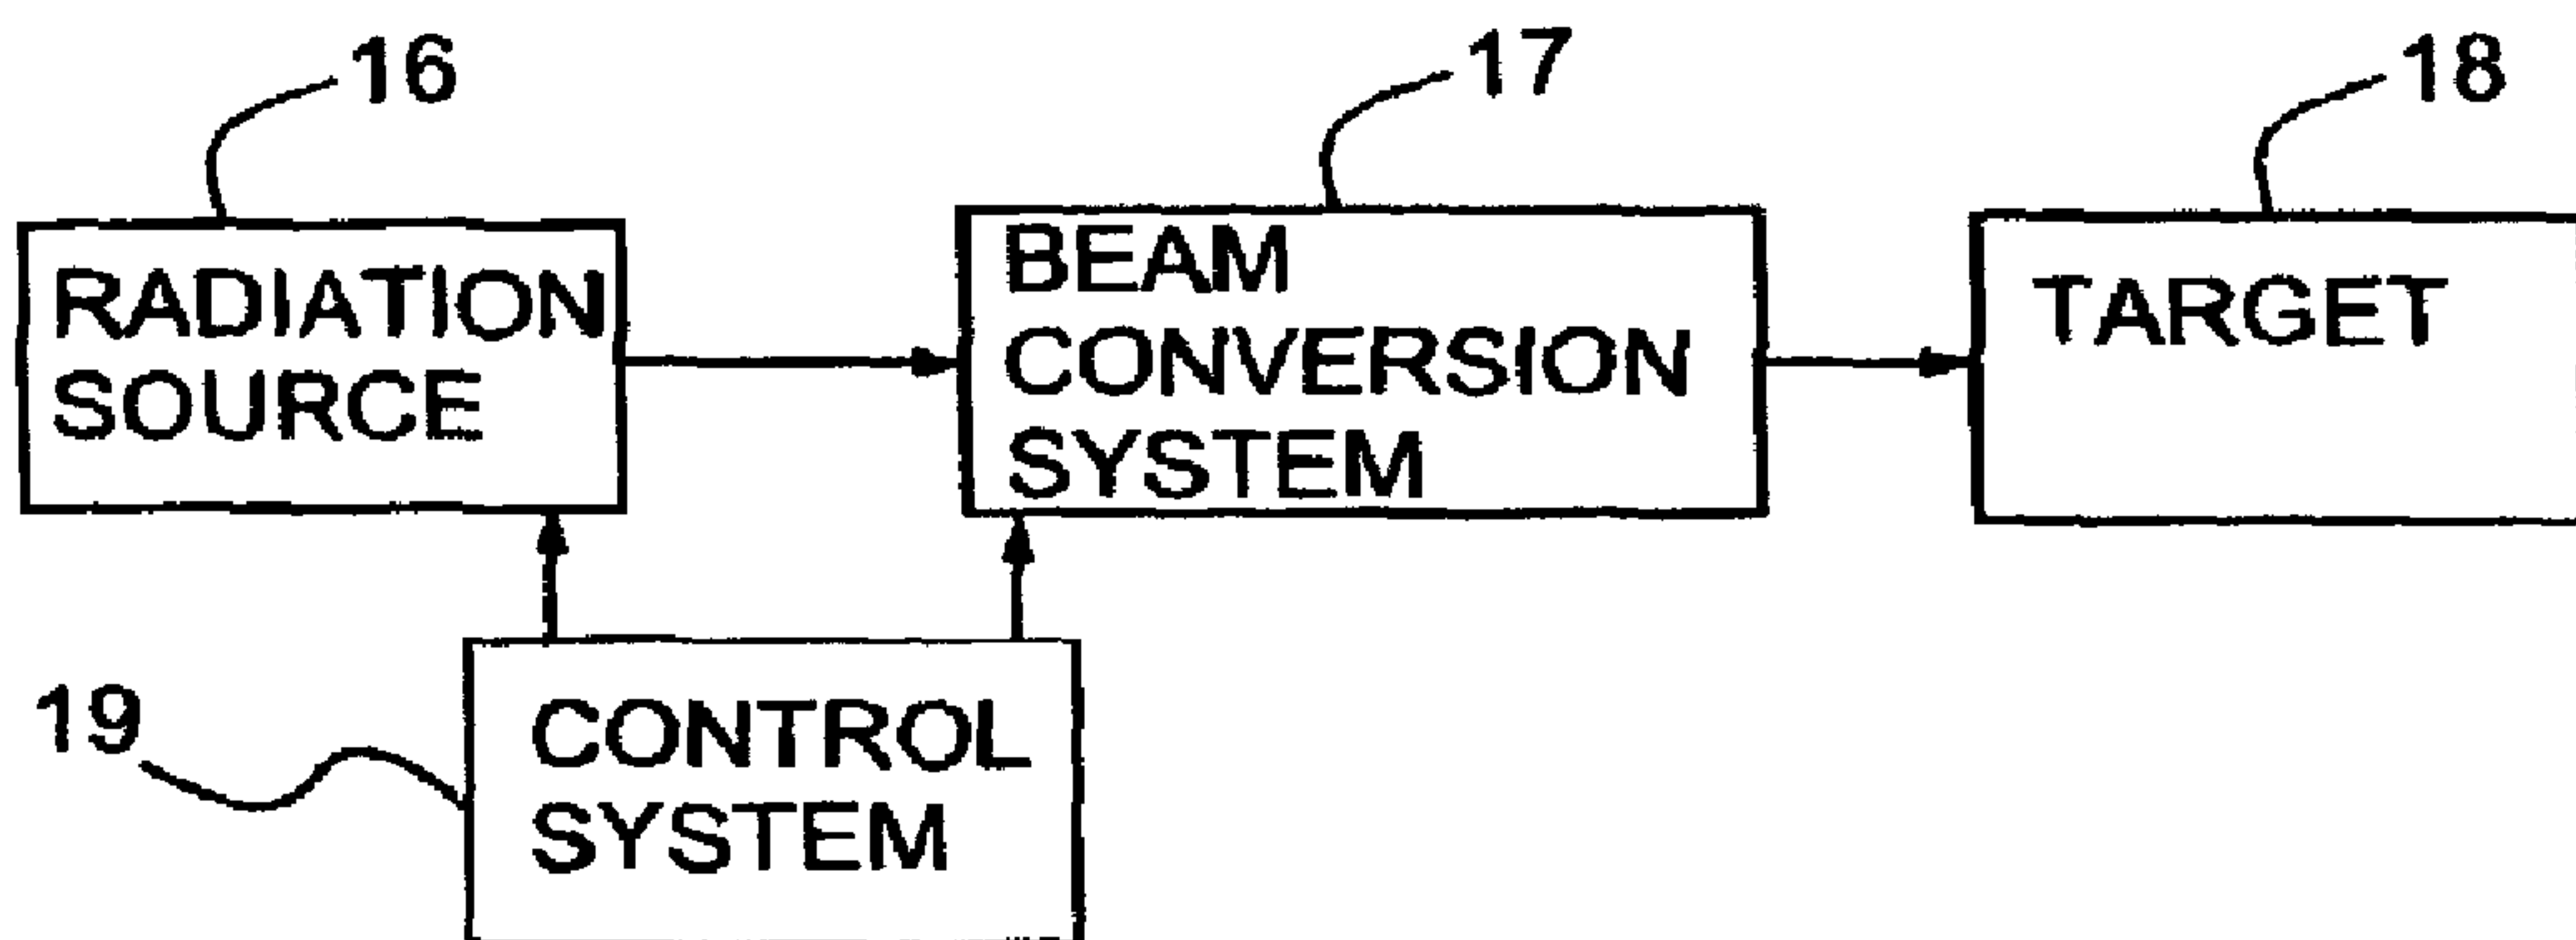 16
17
18
RADIATION
SOURCE
BEAM
CONVERSION
SYSTEM
TARGET
19
CONTROL
SYSTEM